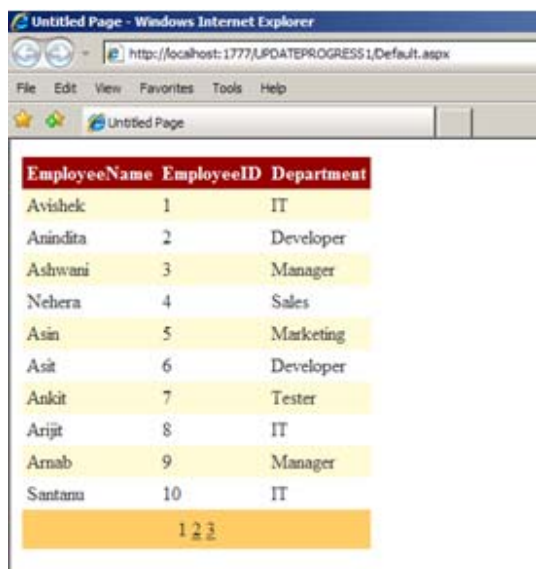 Untitled Page - Windows Internet Explorer
http://localhost:1777/UPDATEPROGRESS1/Default.aspx
File Edit View Favorites Tools Help
Untitled Page
EmployeeName EmployeeID Department
Avishek 1 IT
Anindita 2 Developer
Ashwani 3 Manager
Nehera 4 Sales
Asin 5 Marketing
Asit 6 Developer
Ankit 7 Tester
Arijit 8 IT
Arnab 9 Manager
Santanu 10 IT
1 2 3